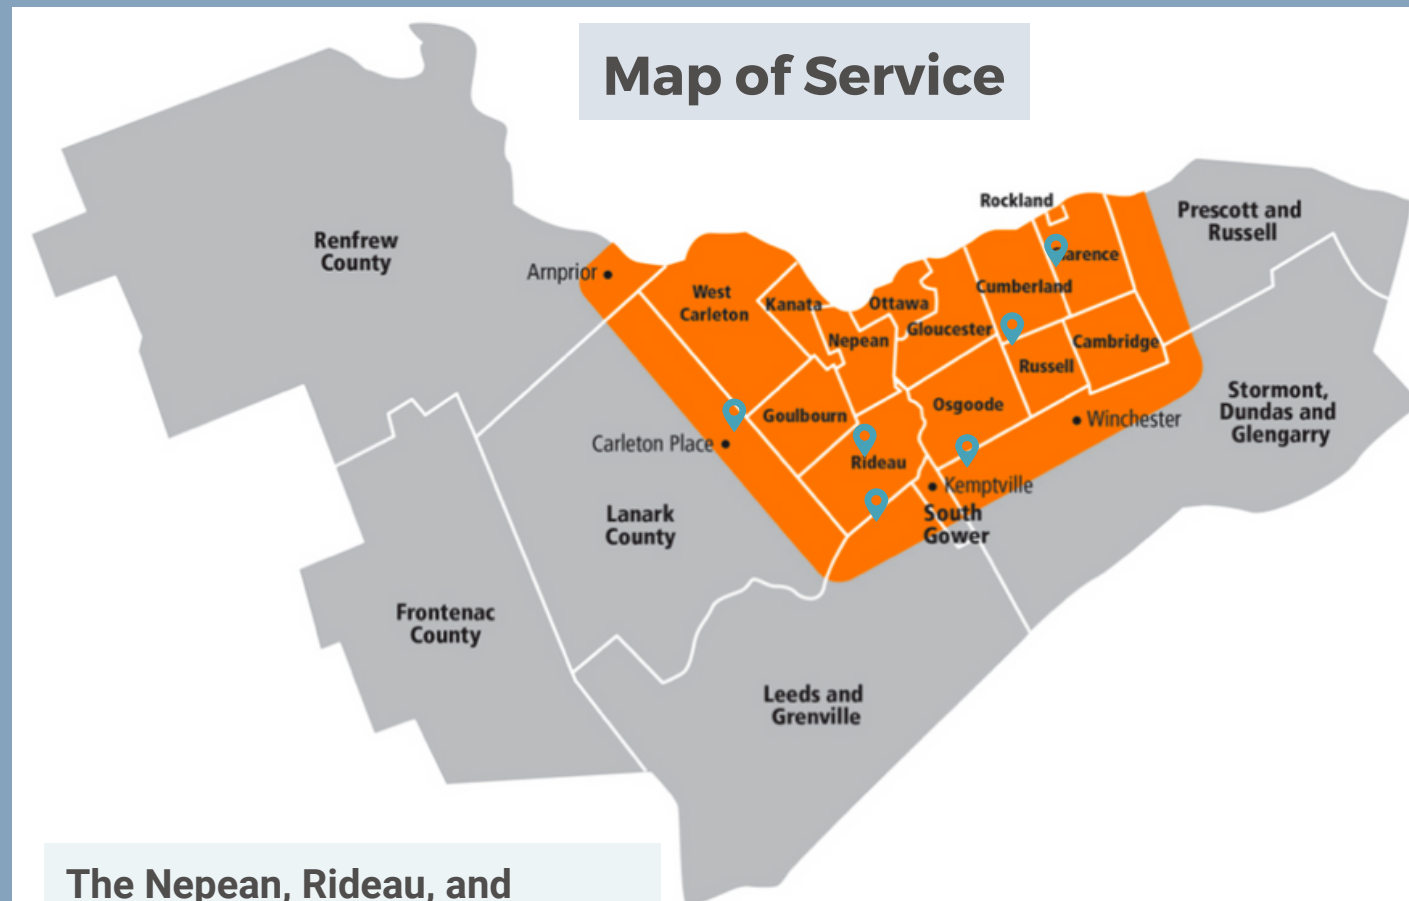 Map of Service
Rockland
Prescott and
Russell
Renfrew
County
Arnprior
West
Carleton
Kanata
Ottawa
Cumberland
larence
Gloucester
Nepean
Cambridge
Russell
Goulbourn
Osgoode
Winchester
Stormont,
Dundas and
Glengarry
Carleton Place
Rideau
Kemptville
South
Gower
Lanark
County
Frontenac
County
Leeds and
Grenville
The Nepean, Rideau, and